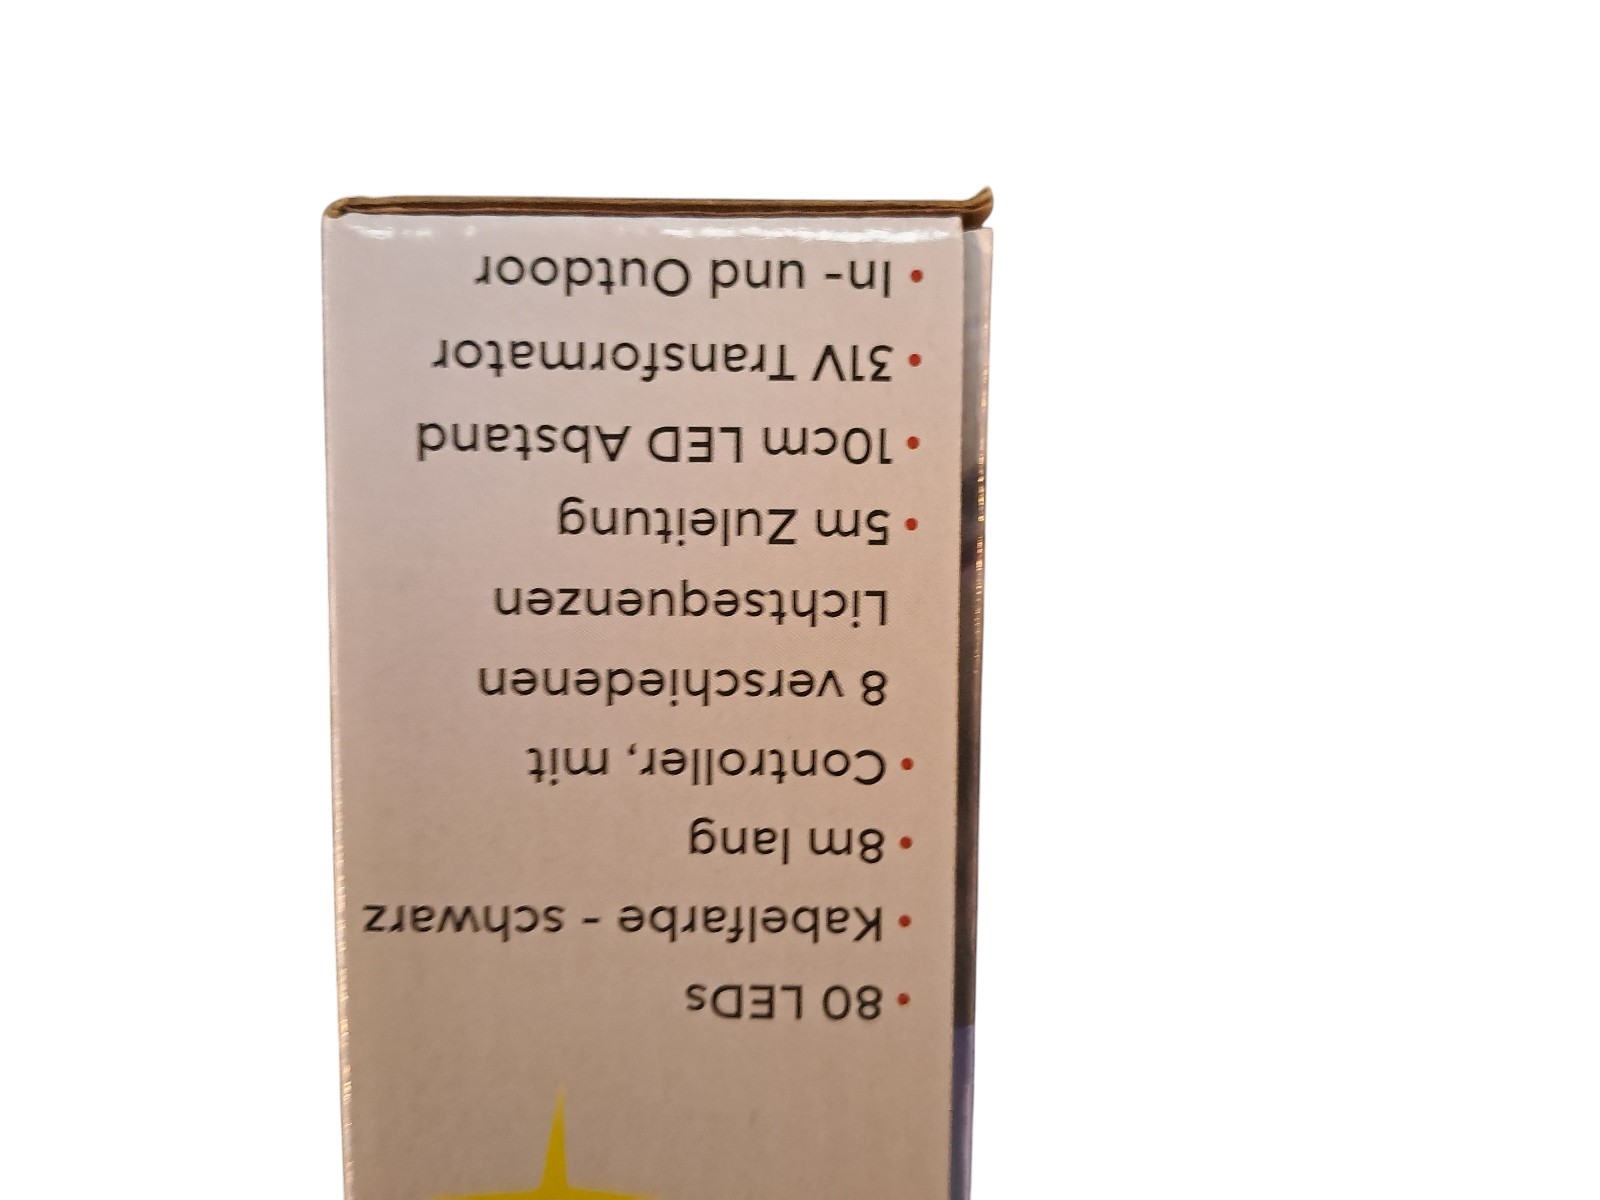 • 80 LEDs
• Kabelfarbe - schwarz
• 8m lang
• Controller, mit
8 verschiedenen
Lichtsequenzen
• 5m Zuleitung
• 10cm LED Abstand
• 31V Transformator
• In- und Outdoor